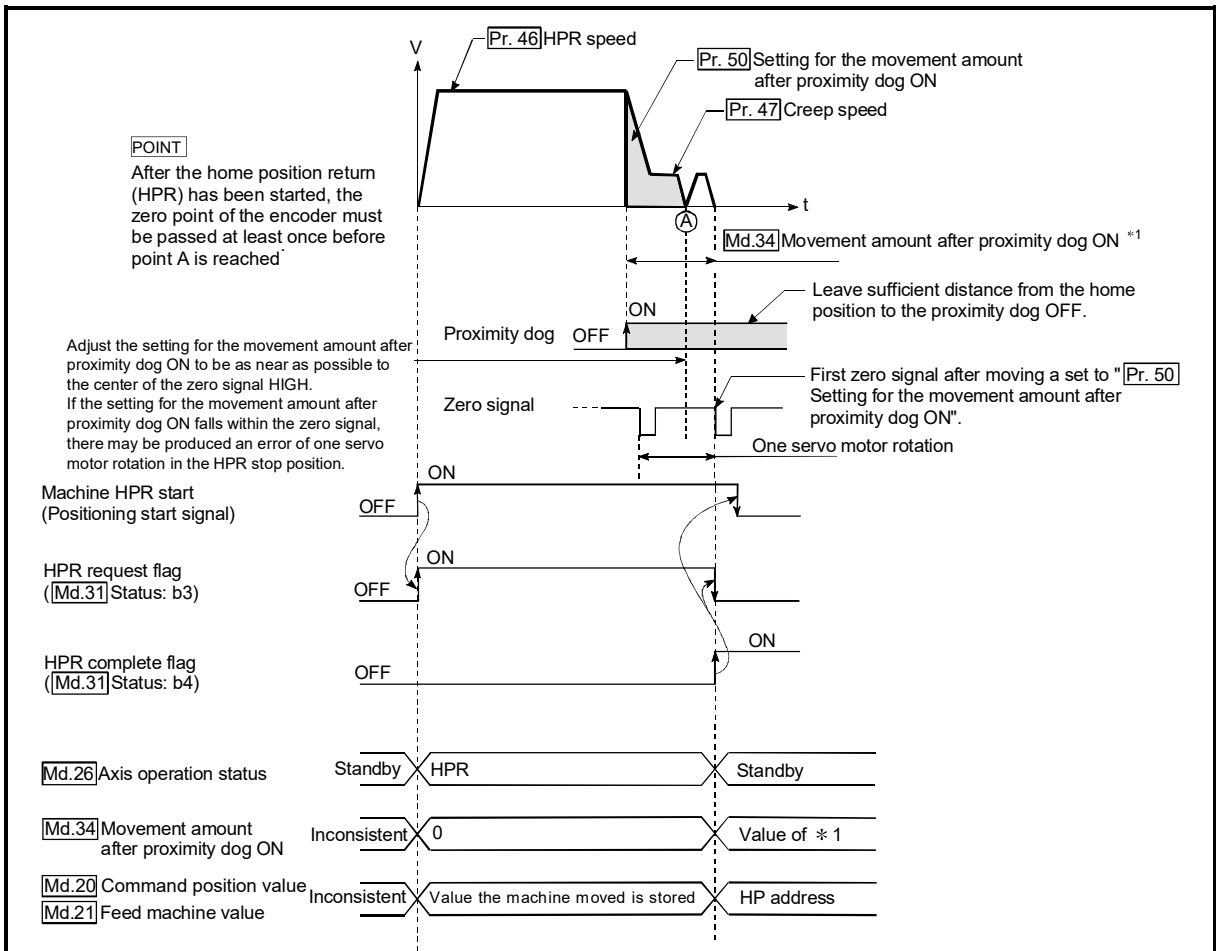 V
Pr. 46 HPR speed
Pr. 50 Setting for the movement amount
after proximity dog ON
Pr. 47 Creep speed
POINT
After the home position return
(HPR) has been started, the
zero point of the encoder must
be passed at least once before
point A is reached.
t
A
Md.34 Movement amount after proximity dog ON *1
Leave sufficient distance from the home
position to the proximity dog OFF.
ON
Proximity dog OFF
Adjust the setting for the movement amount after
proximity dog ON to be as near as possible to
the center of the zero signal HIGH.
If the setting for the movement amount after
proximity dog ON falls within the zero signal,
there may be produced an error of one servo
motor rotation in the HPR stop position.
First zero signal after moving a set to "Pr. 50
Setting for the movement amount after
proximity dog ON".
Zero signal
One servo motor rotation
ON
Machine HPR start
(Positioning start signal)
OFF
ON
HPR request flag
(Md.31 Status: b3)
OFF
ON
HPR complete flag
(Md.31 Status: b4)
OFF
Md.26 Axis operation status Standby HPR Standby
Md.34 Movement amount
after proximity dog ON
Inconsistent 0 Value of *1
Md.20 Command position value
Md.21 Feed machine value
Inconsistent Value the machine moved is stored HP address